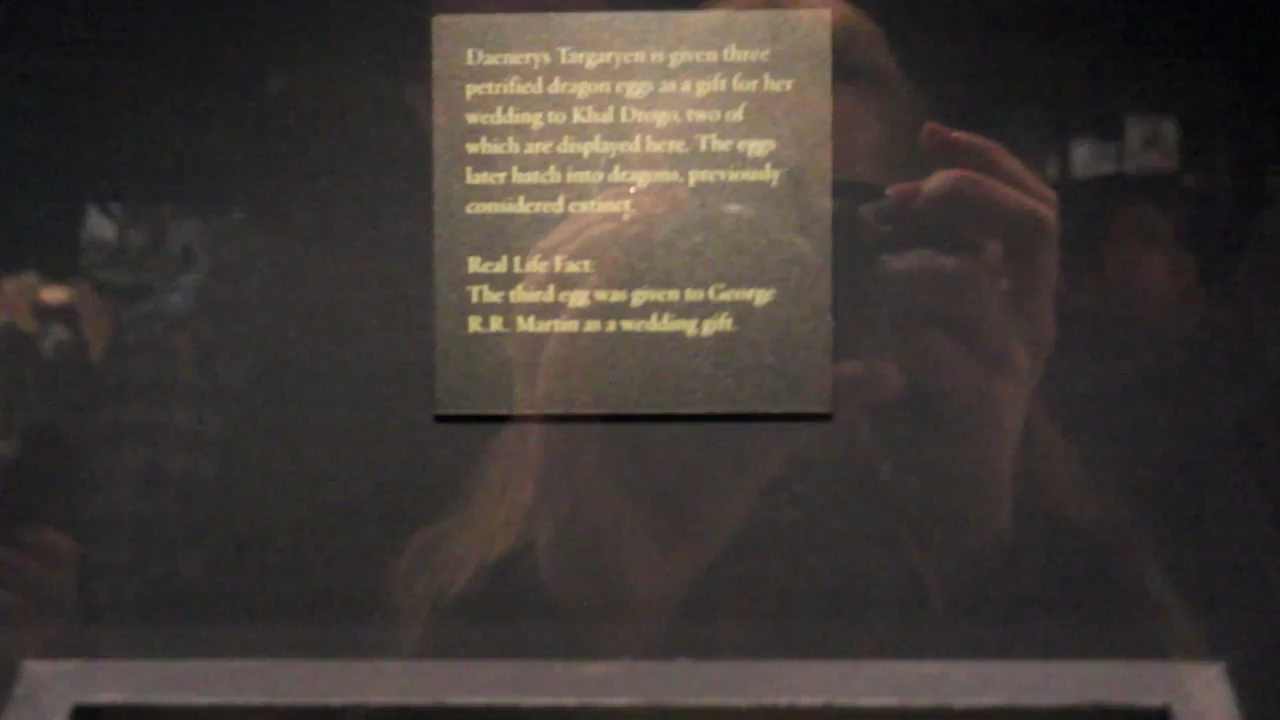 Daenerys Targaryen is given three
petrified dragon eggs as a gift for her
wedding to Khal Drogo, two of
which are displayed here. The eggs
later hatch into dragons, previously
considered extinct.
Real Life Fact:
The third egg was given to George
R.R. Martin as a wedding gift.